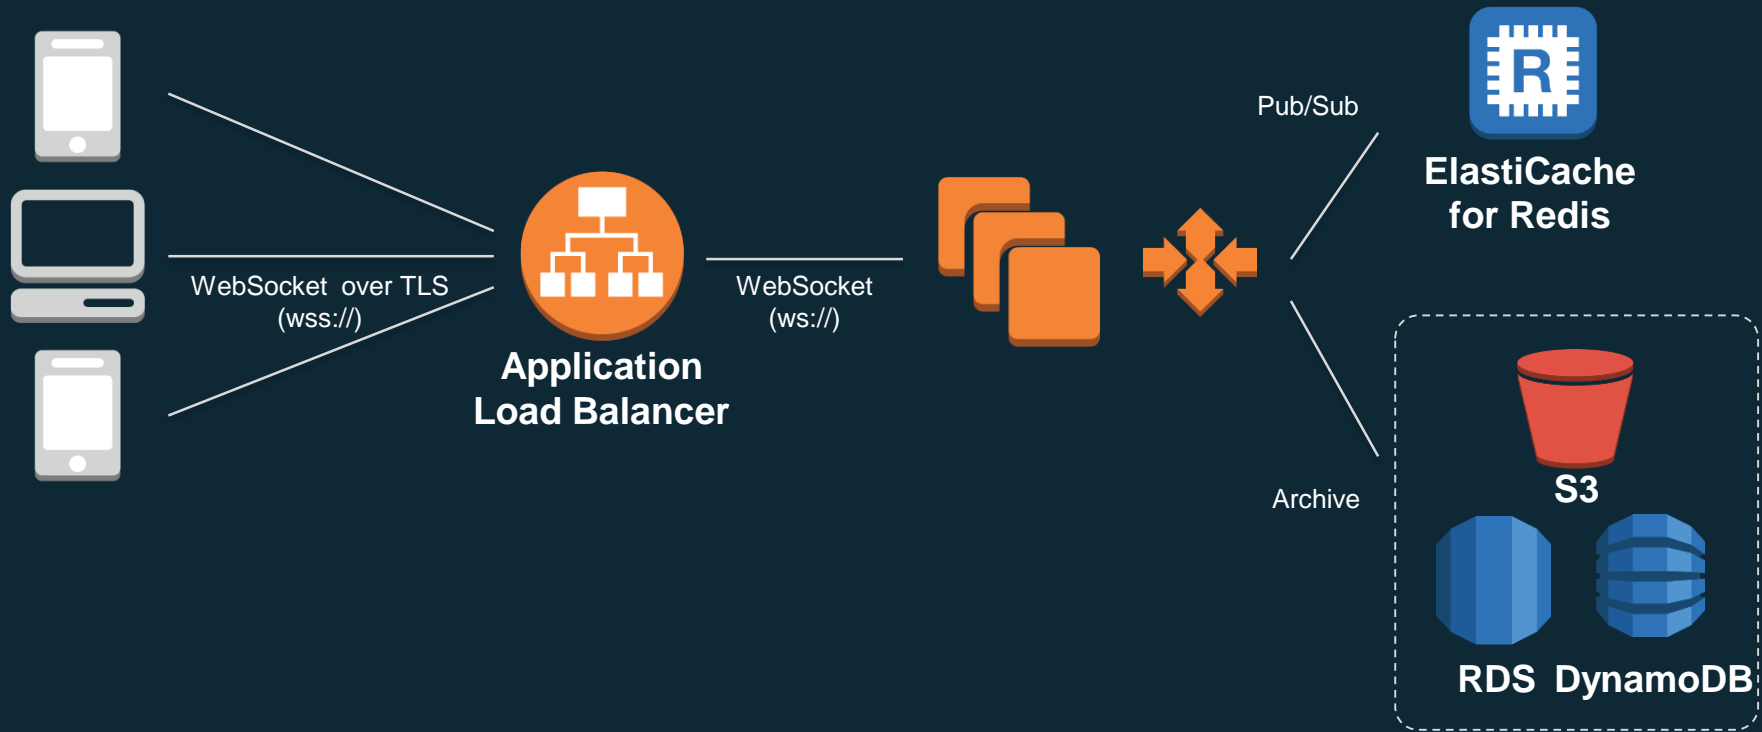 WebSocket over TLS
(wss://)
Application
Load Balancer
WebSocket
(ws://)
Pub/Sub
R
ElastiCache
for Redis
Archive
S3
RDS DynamoDB